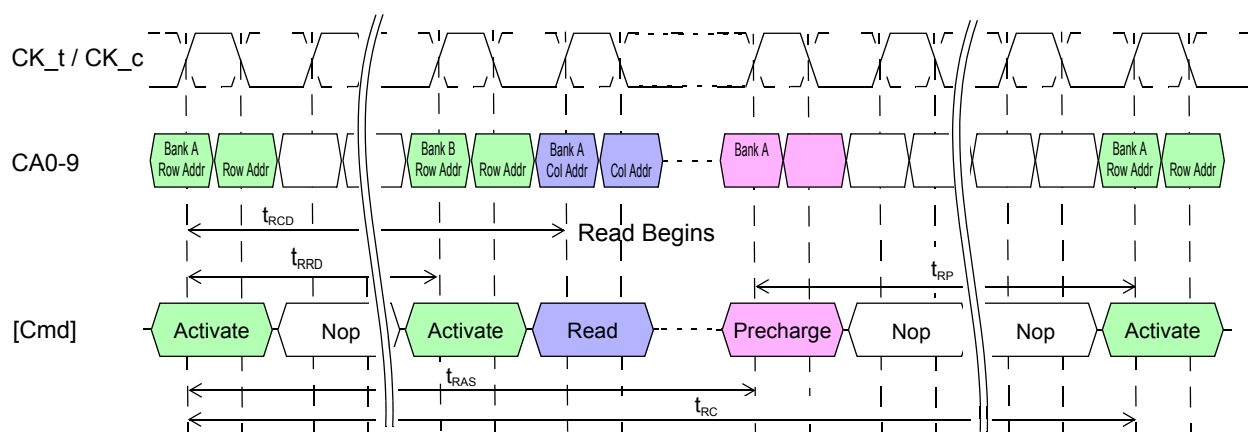 CK_t / CK_c
CA0-9
Bank A
Row Addr
Row Addr
Bank B
Row Addr
Row Addr
Bank A
Col Addr
Col Addr
Bank A
Bank A
Row Addr
Row Addr
tRCD
Read Begins
tRRD
tRP
[Cmd]
Activate
Nop
Activate
Read
Precharge
Nop
Nop
Activate
tRAS
tRC